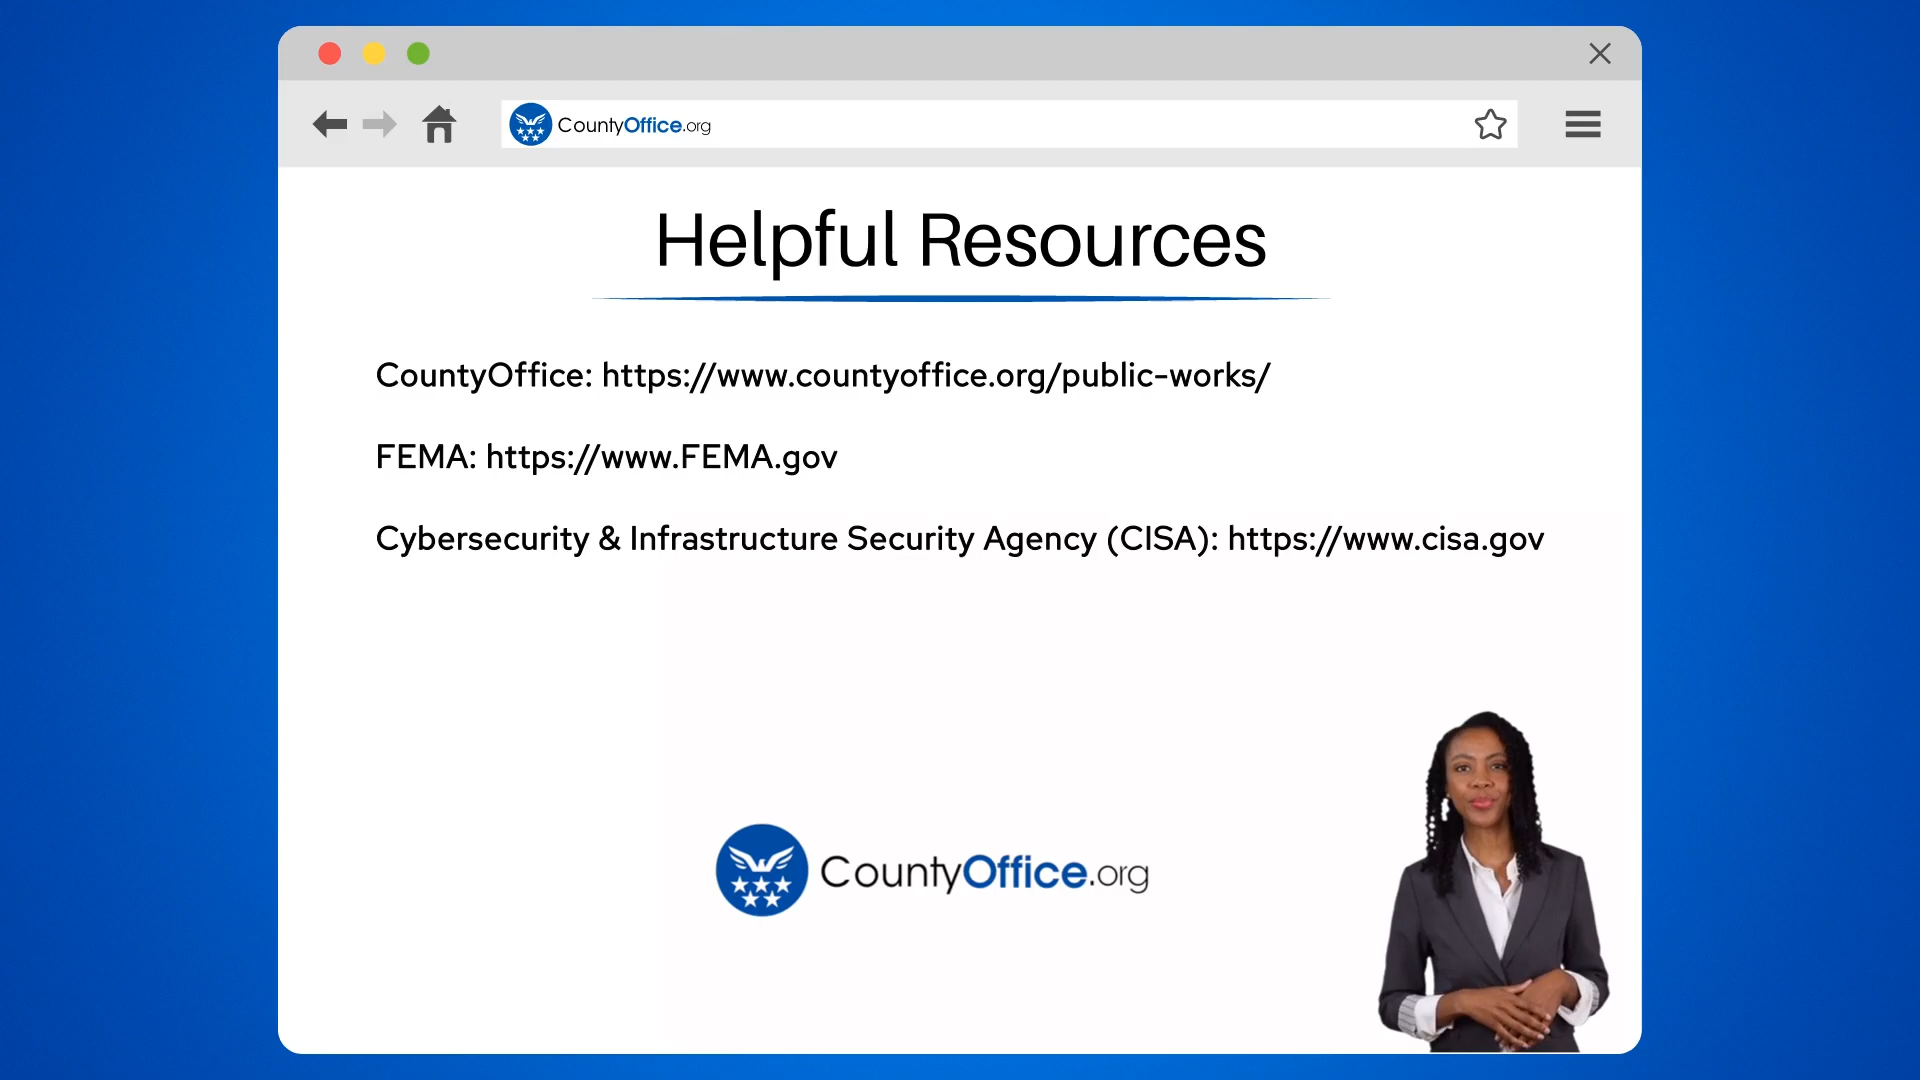 CountyOffice.org
Helpful Resources
CountyOffice: https://www.countyoffice.org/public-works/
FEMA: https://www.FEMA.gov
Cybersecurity & Infrastructure Security Agency (CISA): https://www.cisa.gov
CountyOffice.org